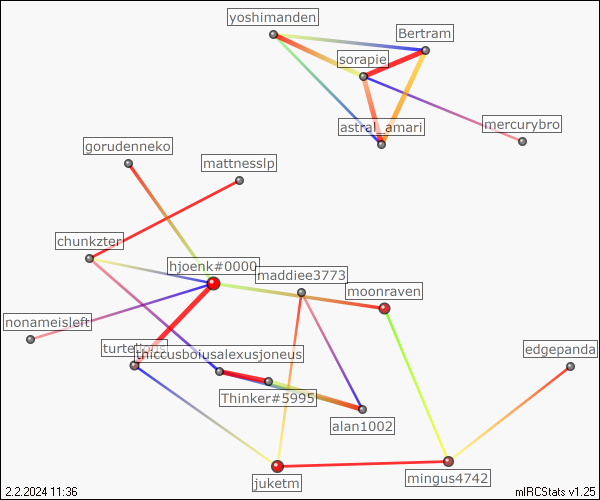 yoshimanden
Bertram
sorapie
astral_amari
mercurybro
gorudenneko
mattnesslp
chunkzter
hjoenk#0000
maddiee3773
moonraven
nonameisleft
thiccusboiusalexusjoneus
edgepanda
Thinker#5995
alan1002
juketm
mingus4742
2.2.2024 11:36
mIRCStats v1.25